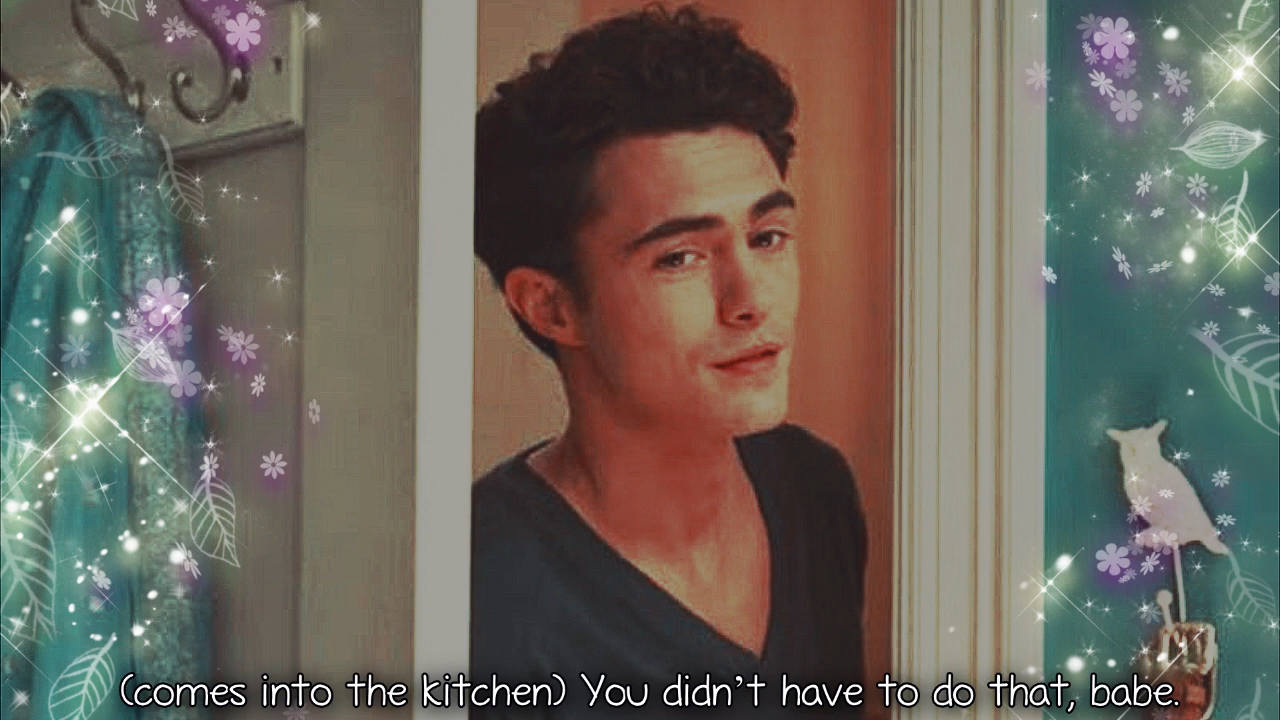 (comes into the kitchen) You didn't have to do that, babe.